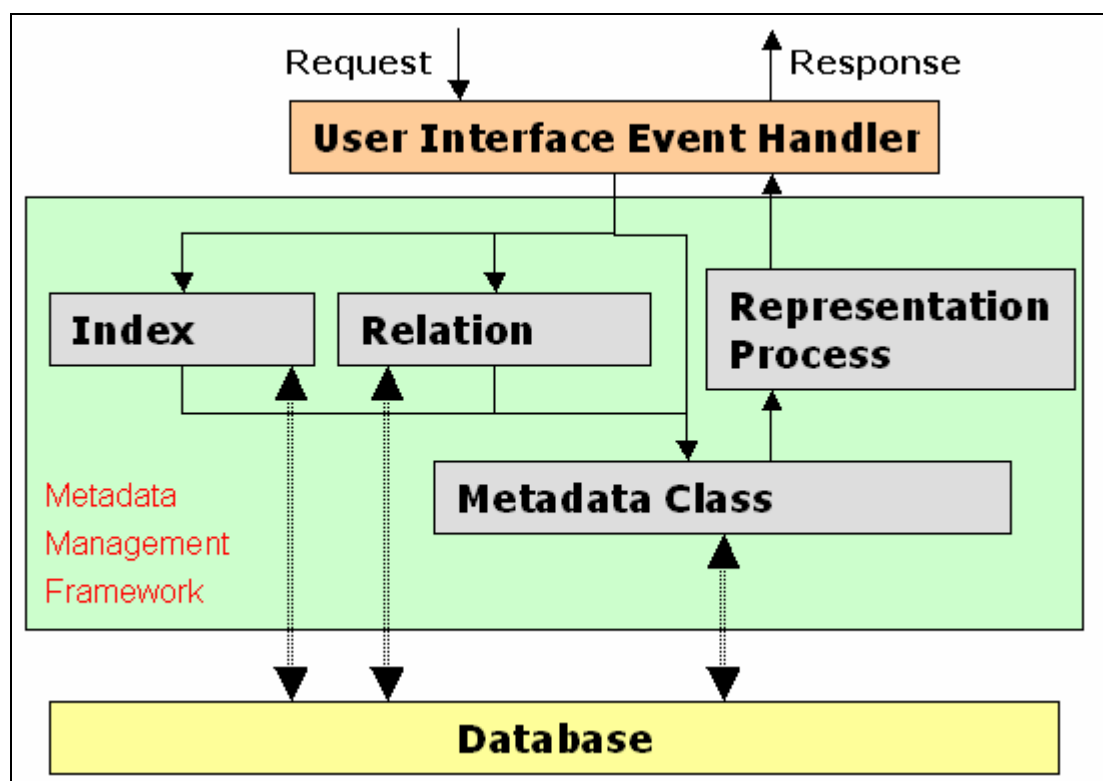 Request
Response
User Interface Event Handler
Index
Relation
Representation
Process
Metadata Class
Metadata
Management
Framework
Database